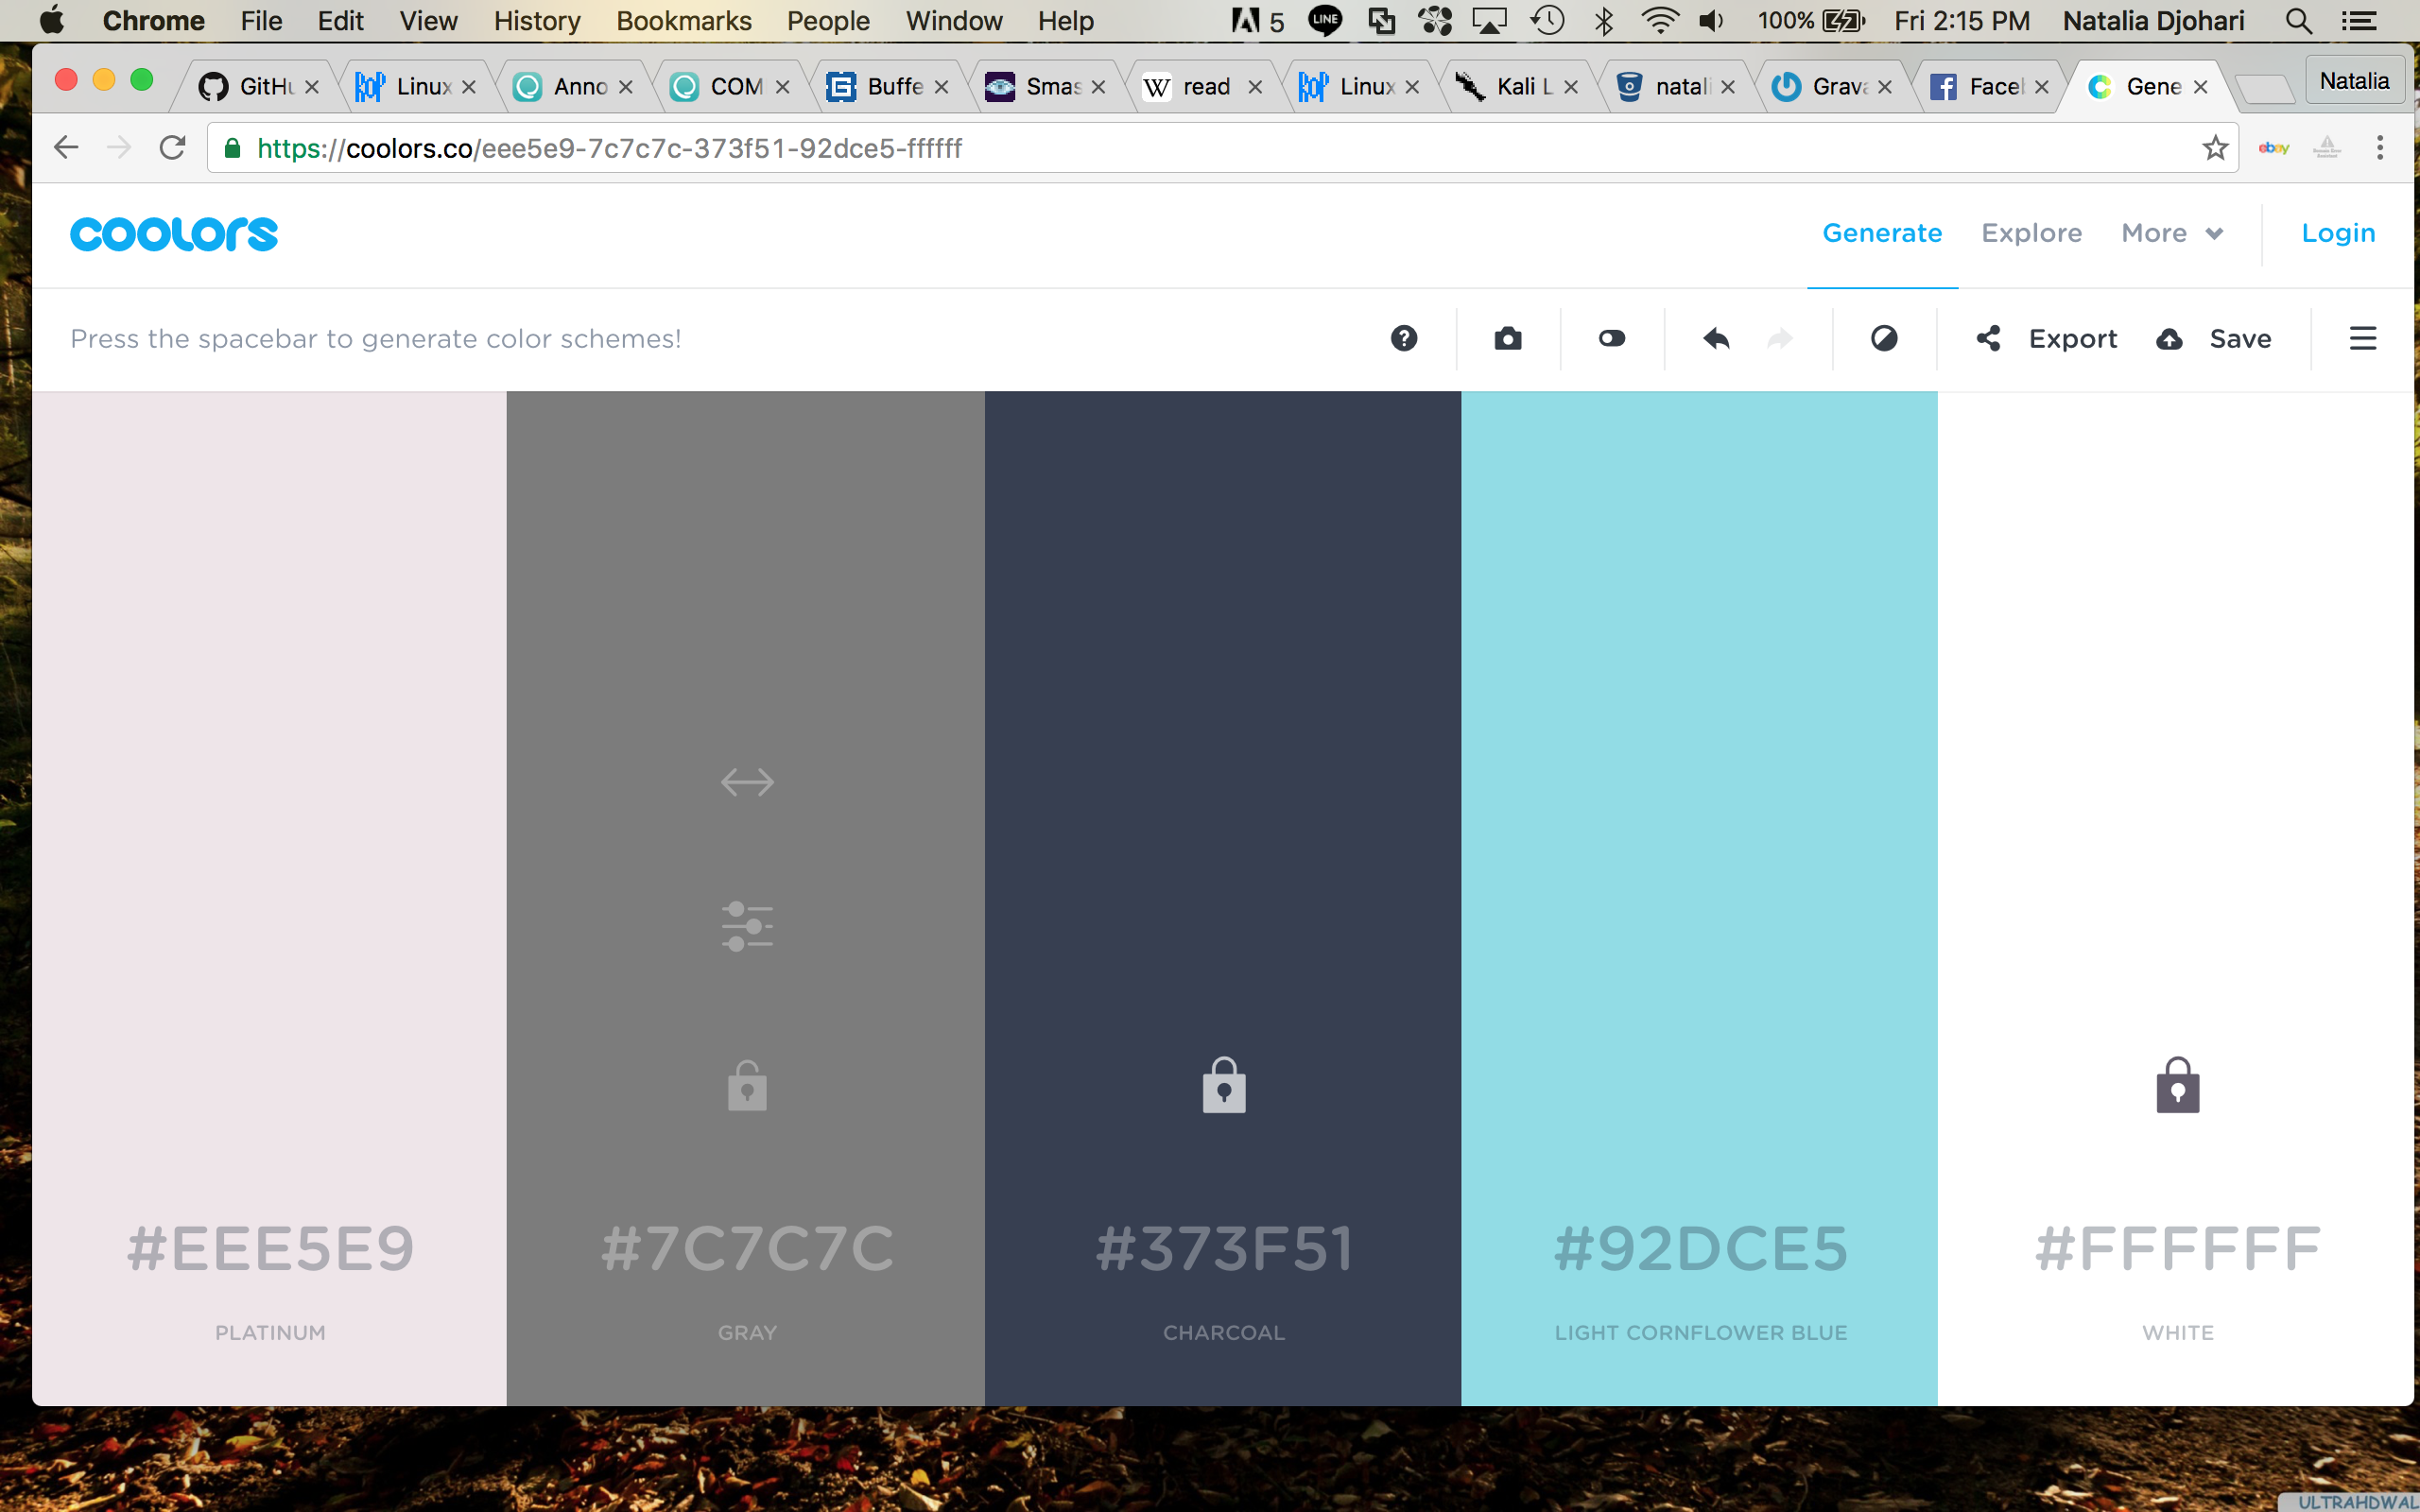 Chrome File Edit View History Bookmarks People Window Help 5 LINE 100% Fri 2:15 PM Natalia Djohari
GitHu Linux Anno COM Buffe Smas read Linux Kali L natali Grava Faceb Gene Natalia
https://coolors.co/eee5e9-7c7c7c-373f51-92dce5-ffffff ebay
coolors Generate Explore More Login
Press the spacebar to generate color schemes! Export Save
#EEE5E9 #7C7C7C #373F51 #92DCE5 #FFFFFF
PLATINUM GRAY CHARCOAL LIGHT CORNFLOWER BLUE WHITE
ULTRAHDWAL